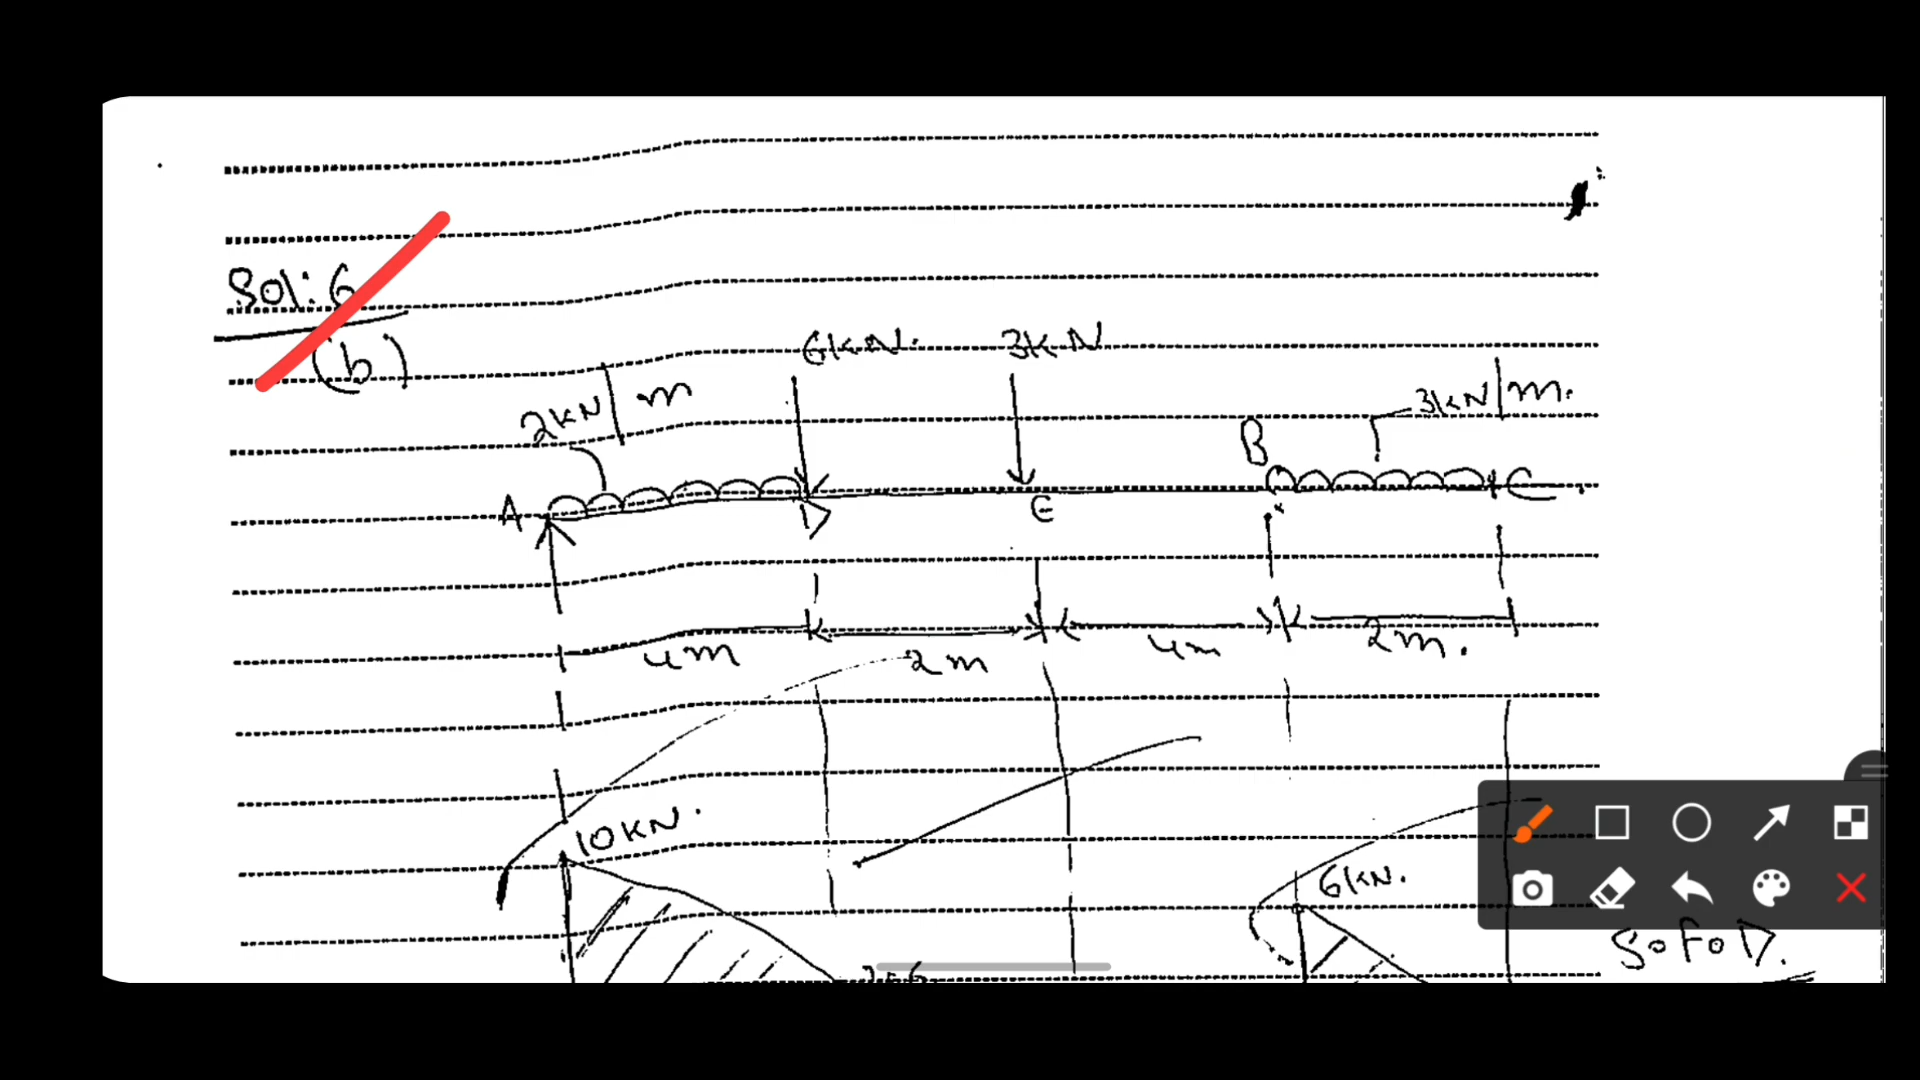 Sol: 6
(b)
6KN. 3KN
2KN/m 3KN/m.
B
A D E C
4m 2m 4m 2m.
10KN.
6KN.
S.F.D.